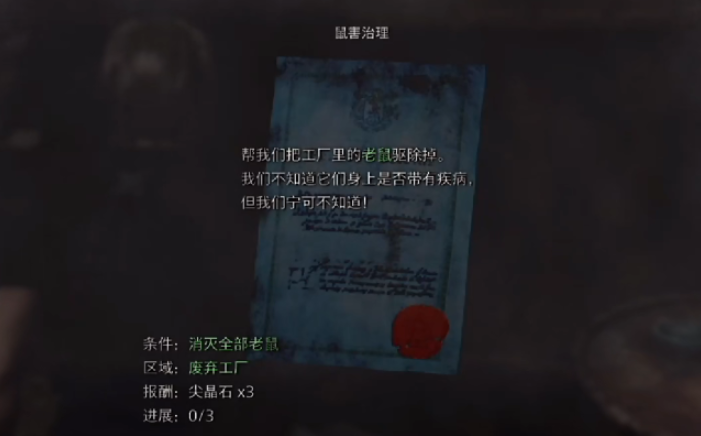 鼠害治理
帮我们把工厂里的老鼠驱除掉。
我们不知道它们身上是否带有疾病，
但我们宁可不知道！
条件：消灭全部老鼠
区域：废弃工厂
报酬：尖晶石 x3
进展：0/3